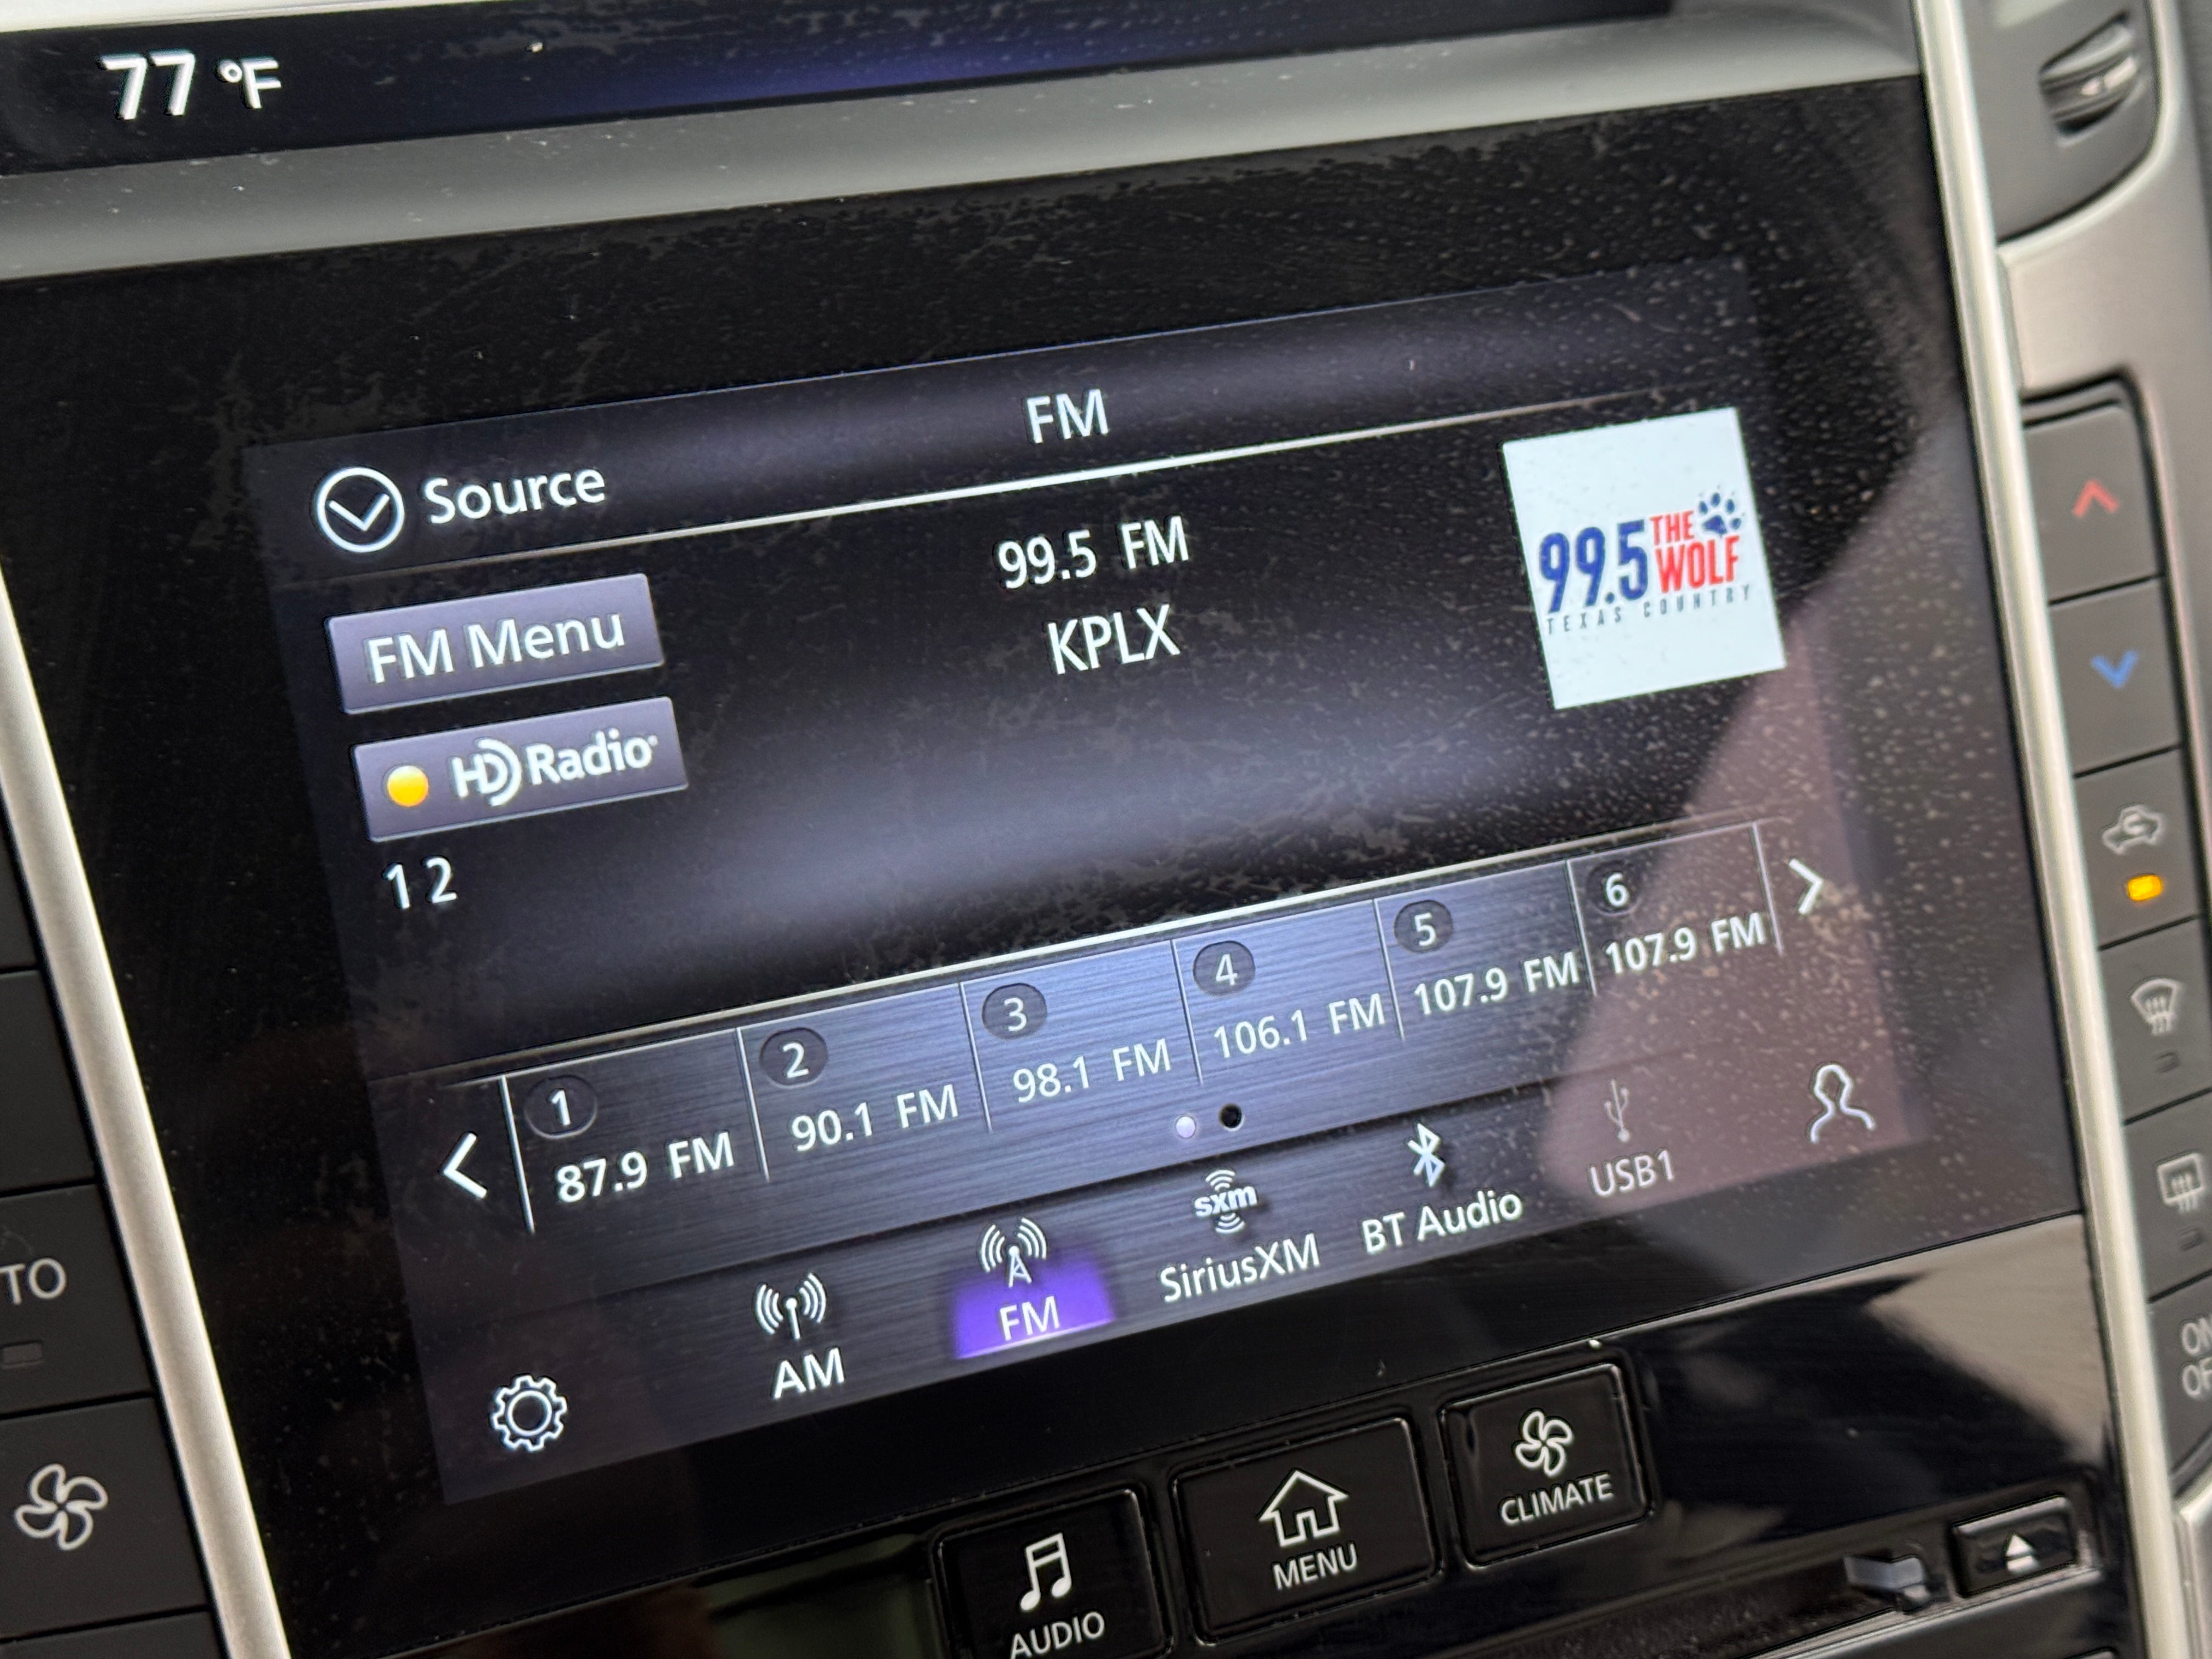 77 °F
FM
Source
99.5 FM
KPLX
99.5 THE WOLF
TEXAS COUNTRY
FM Menu
HD Radio
1 2
1
87.9 FM
2
90.1 FM
3
98.1 FM
4
106.1 FM
5
107.9 FM
6
107.9 FM
AM
FM
sxm
SiriusXM
BT Audio
USB1
TO
AUDIO
MENU
CLIMATE